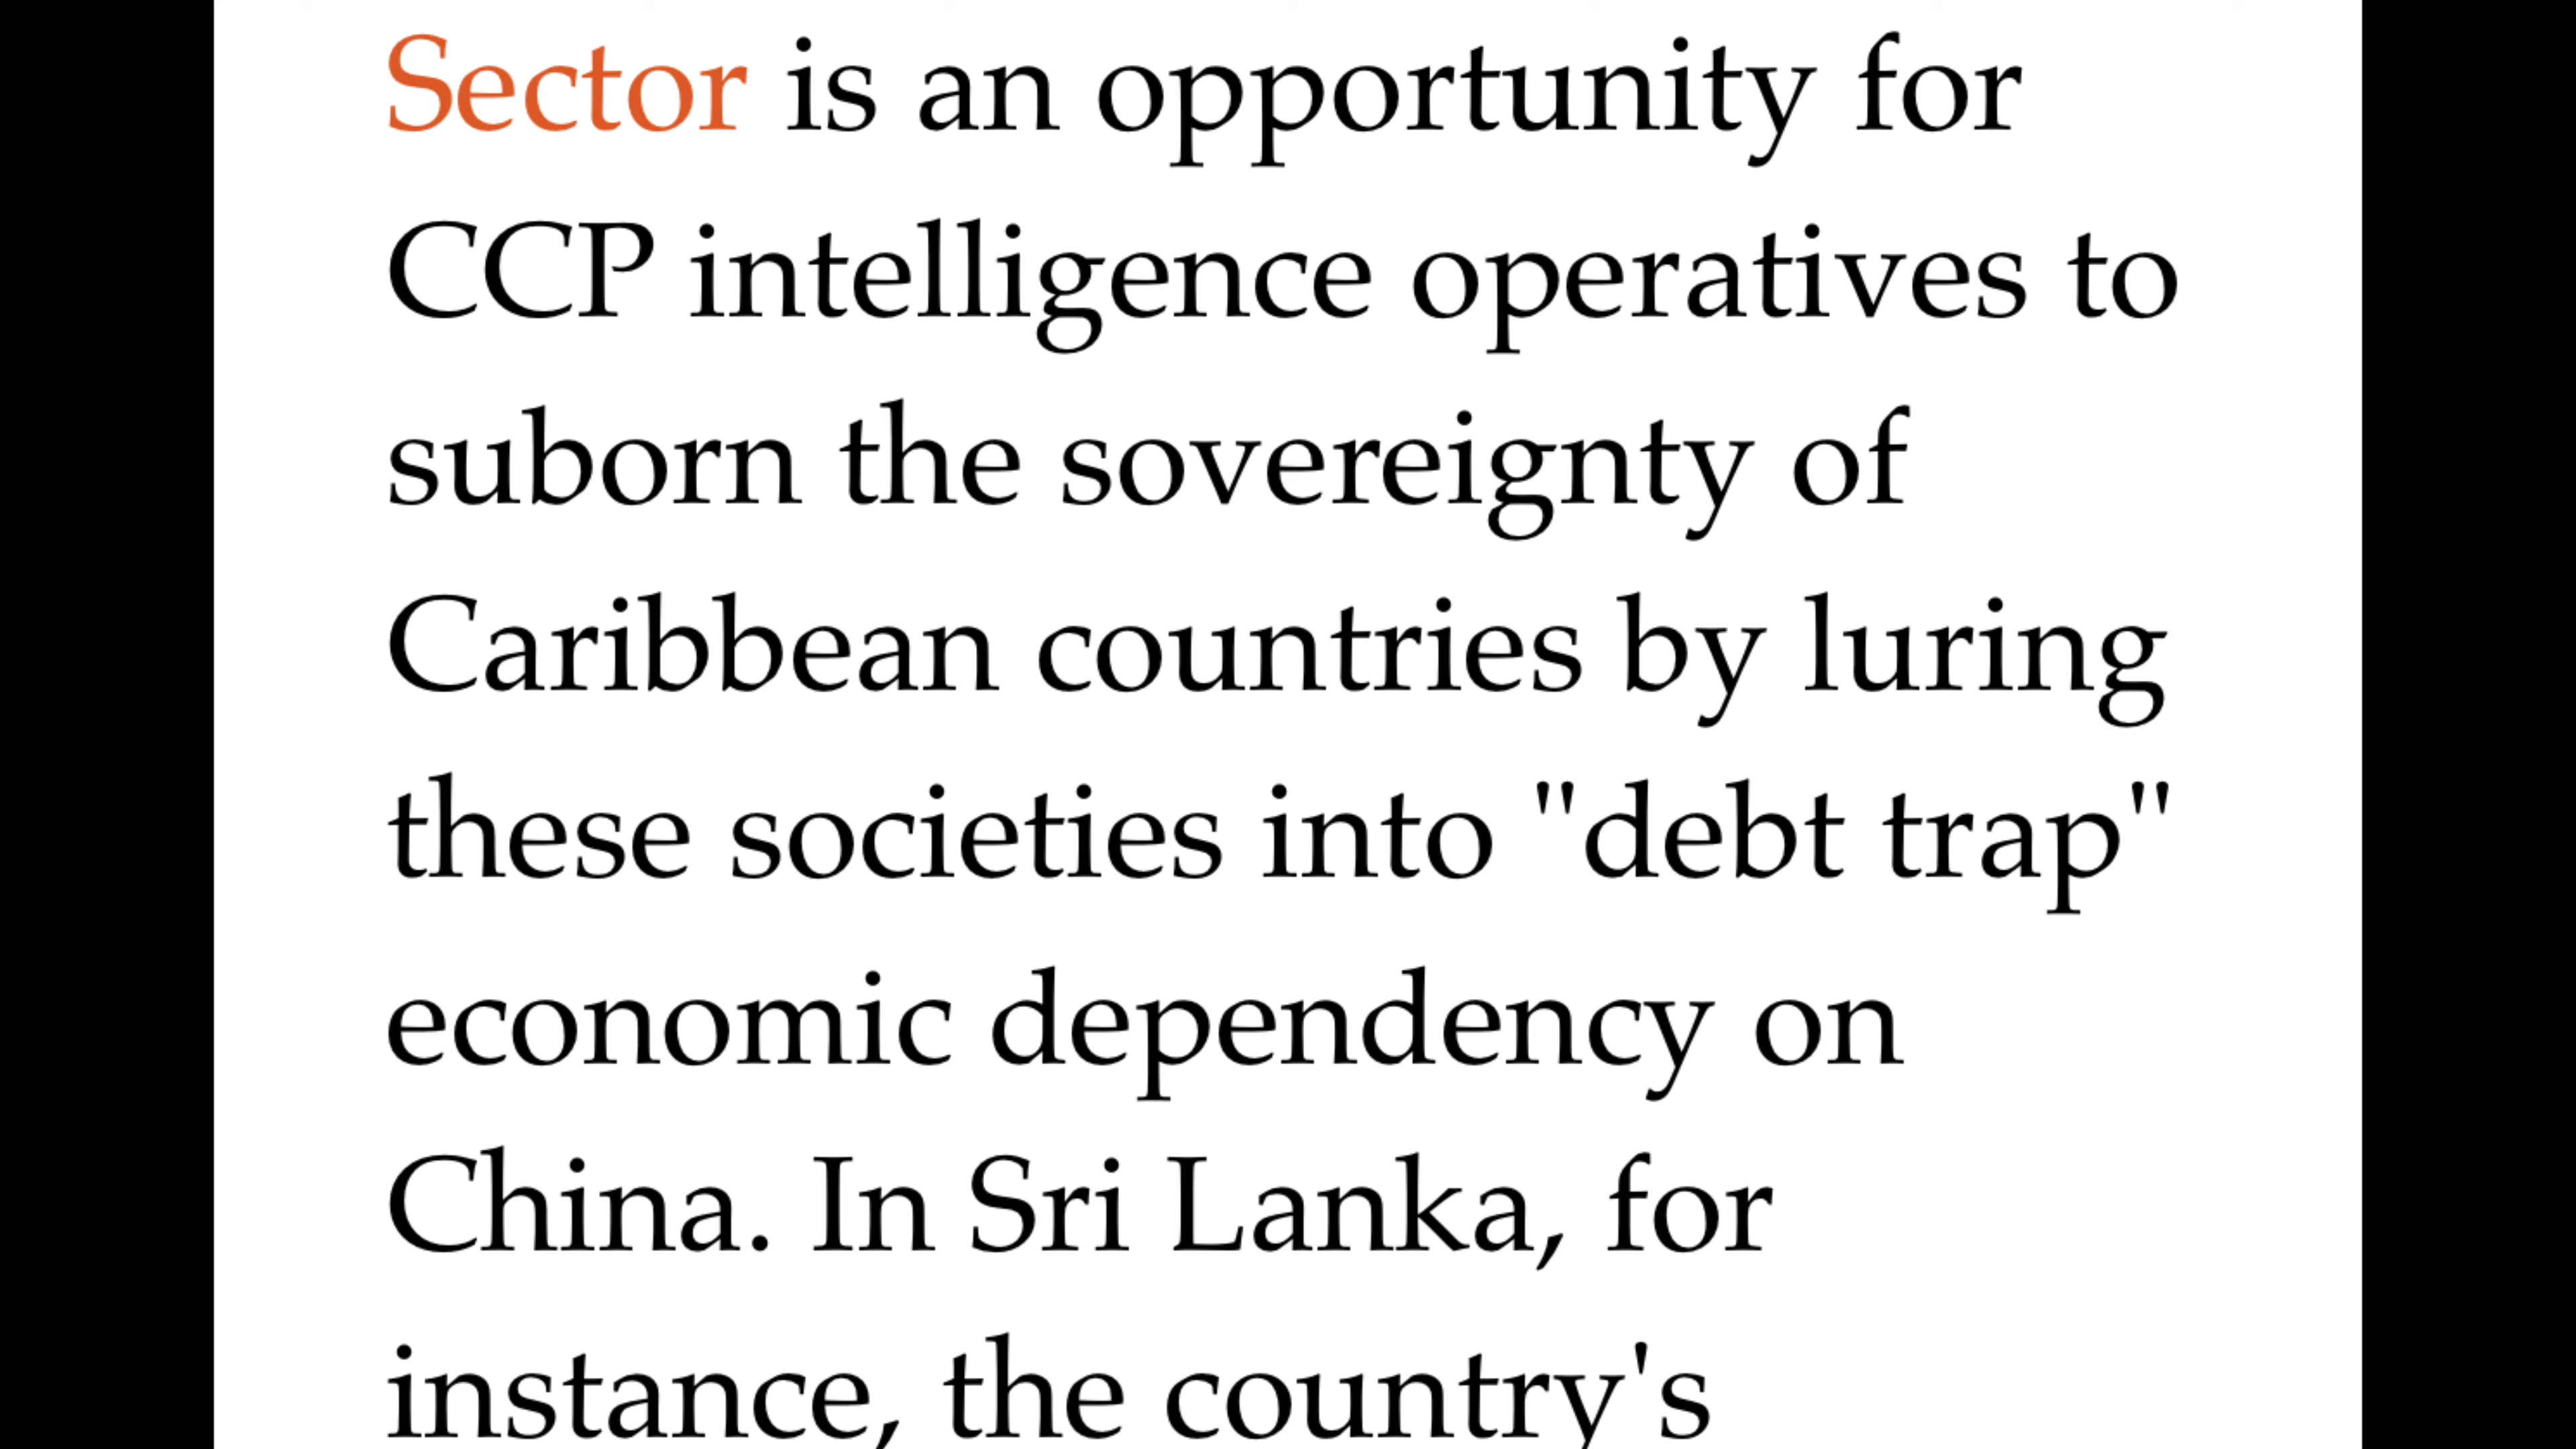 Sector is an opportunity for
CCP intelligence operatives to
suborn the sovereignty of
Caribbean countries by luring
these societies into "debt trap"
economic dependency on
China. In Sri Lanka, for
instance, the country's